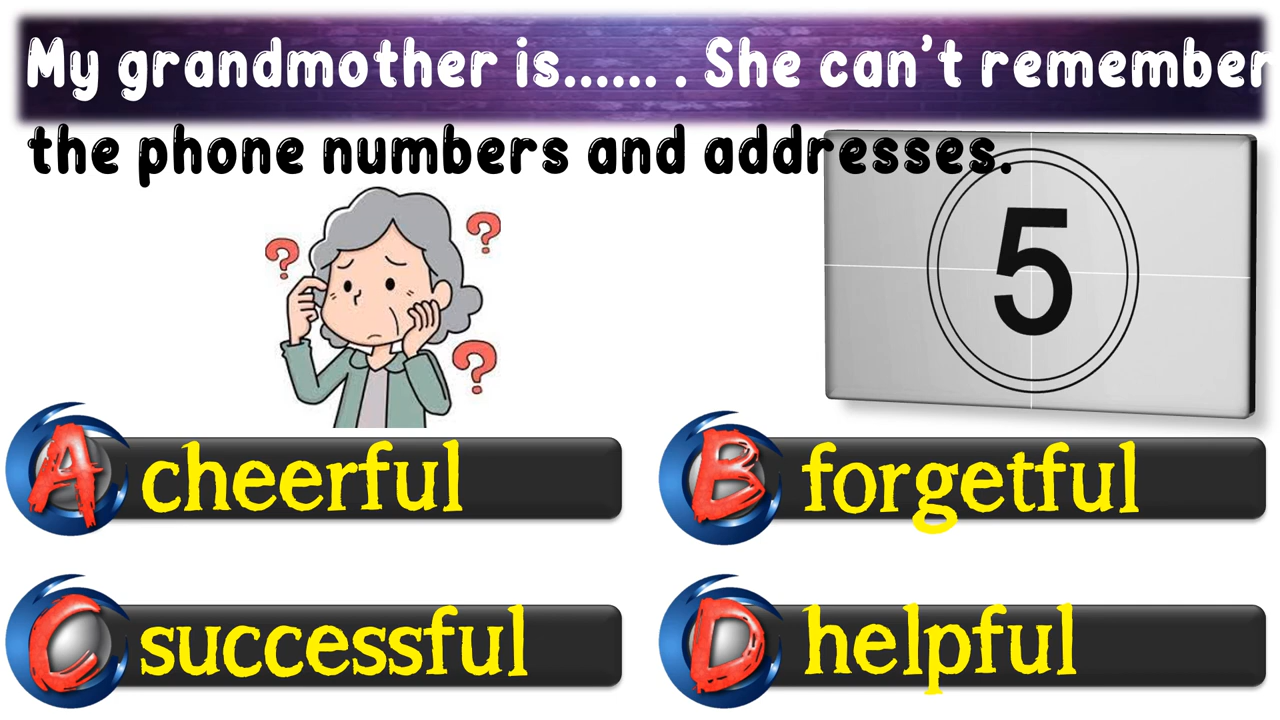 My grandmother is...... . She can't remember
the phone numbers and addresses.
? ? ?
5
A cheerful
B forgetful
C successful
D helpful